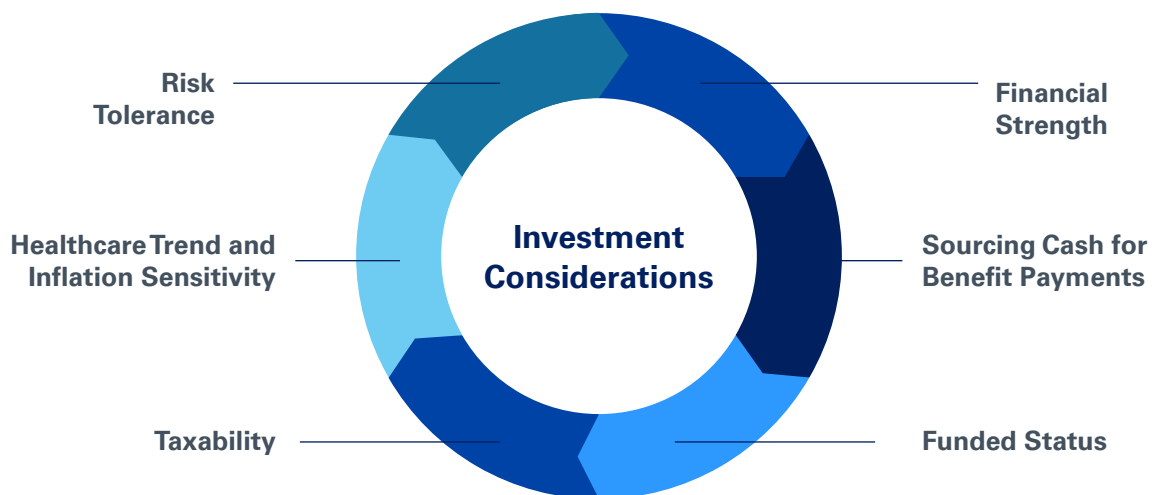 Risk
Tolerance
Financial
Strength
Healthcare Trend and
Inflation Sensitivity
Investment
Considerations
Sourcing Cash for
Benefit Payments
Taxability
Funded Status